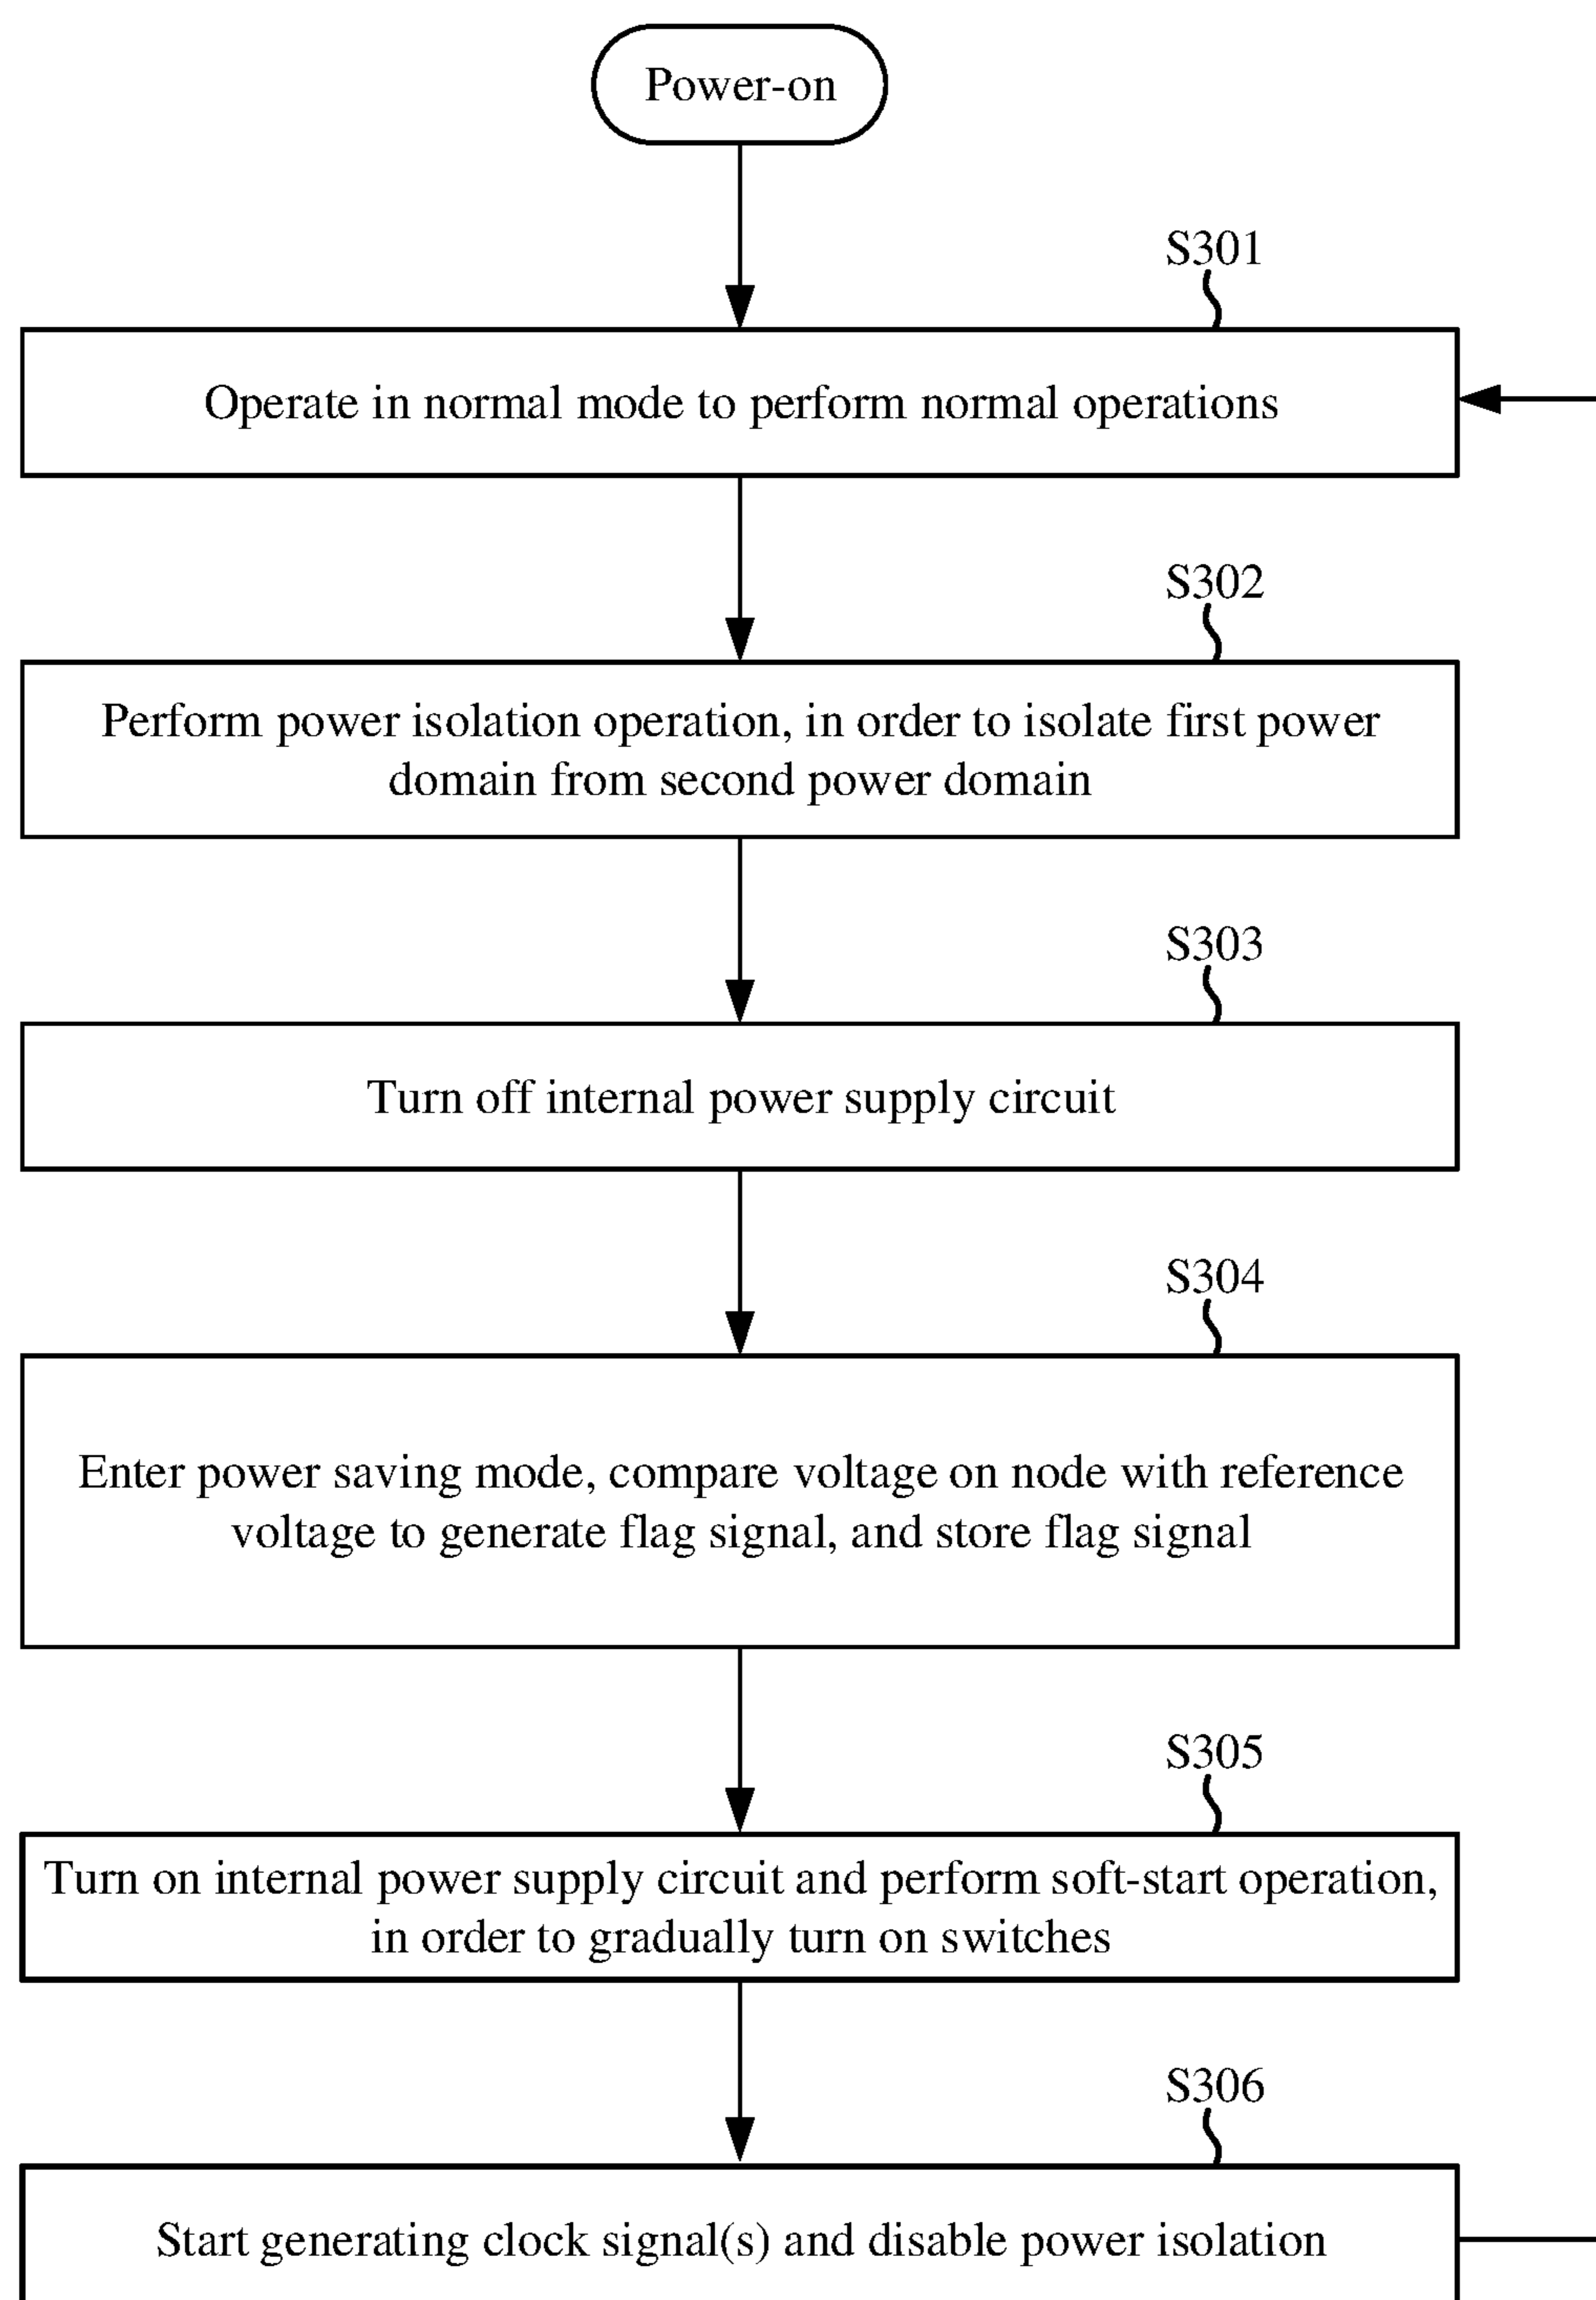 Power-on
S301
Operate in normal mode to perform normal operations
S302
Perform power isolation operation, in order to isolate first power
domain from second power domain
S303
Turn off internal power supply circuit
S304
Enter power saving mode, compare voltage on node with reference
voltage to generate flag signal, and store flag signal
S305
Turn on internal power supply circuit and perform soft-start operation,
in order to gradually turn on switches
S306
Start generating clock signal(s) and disable power isolation